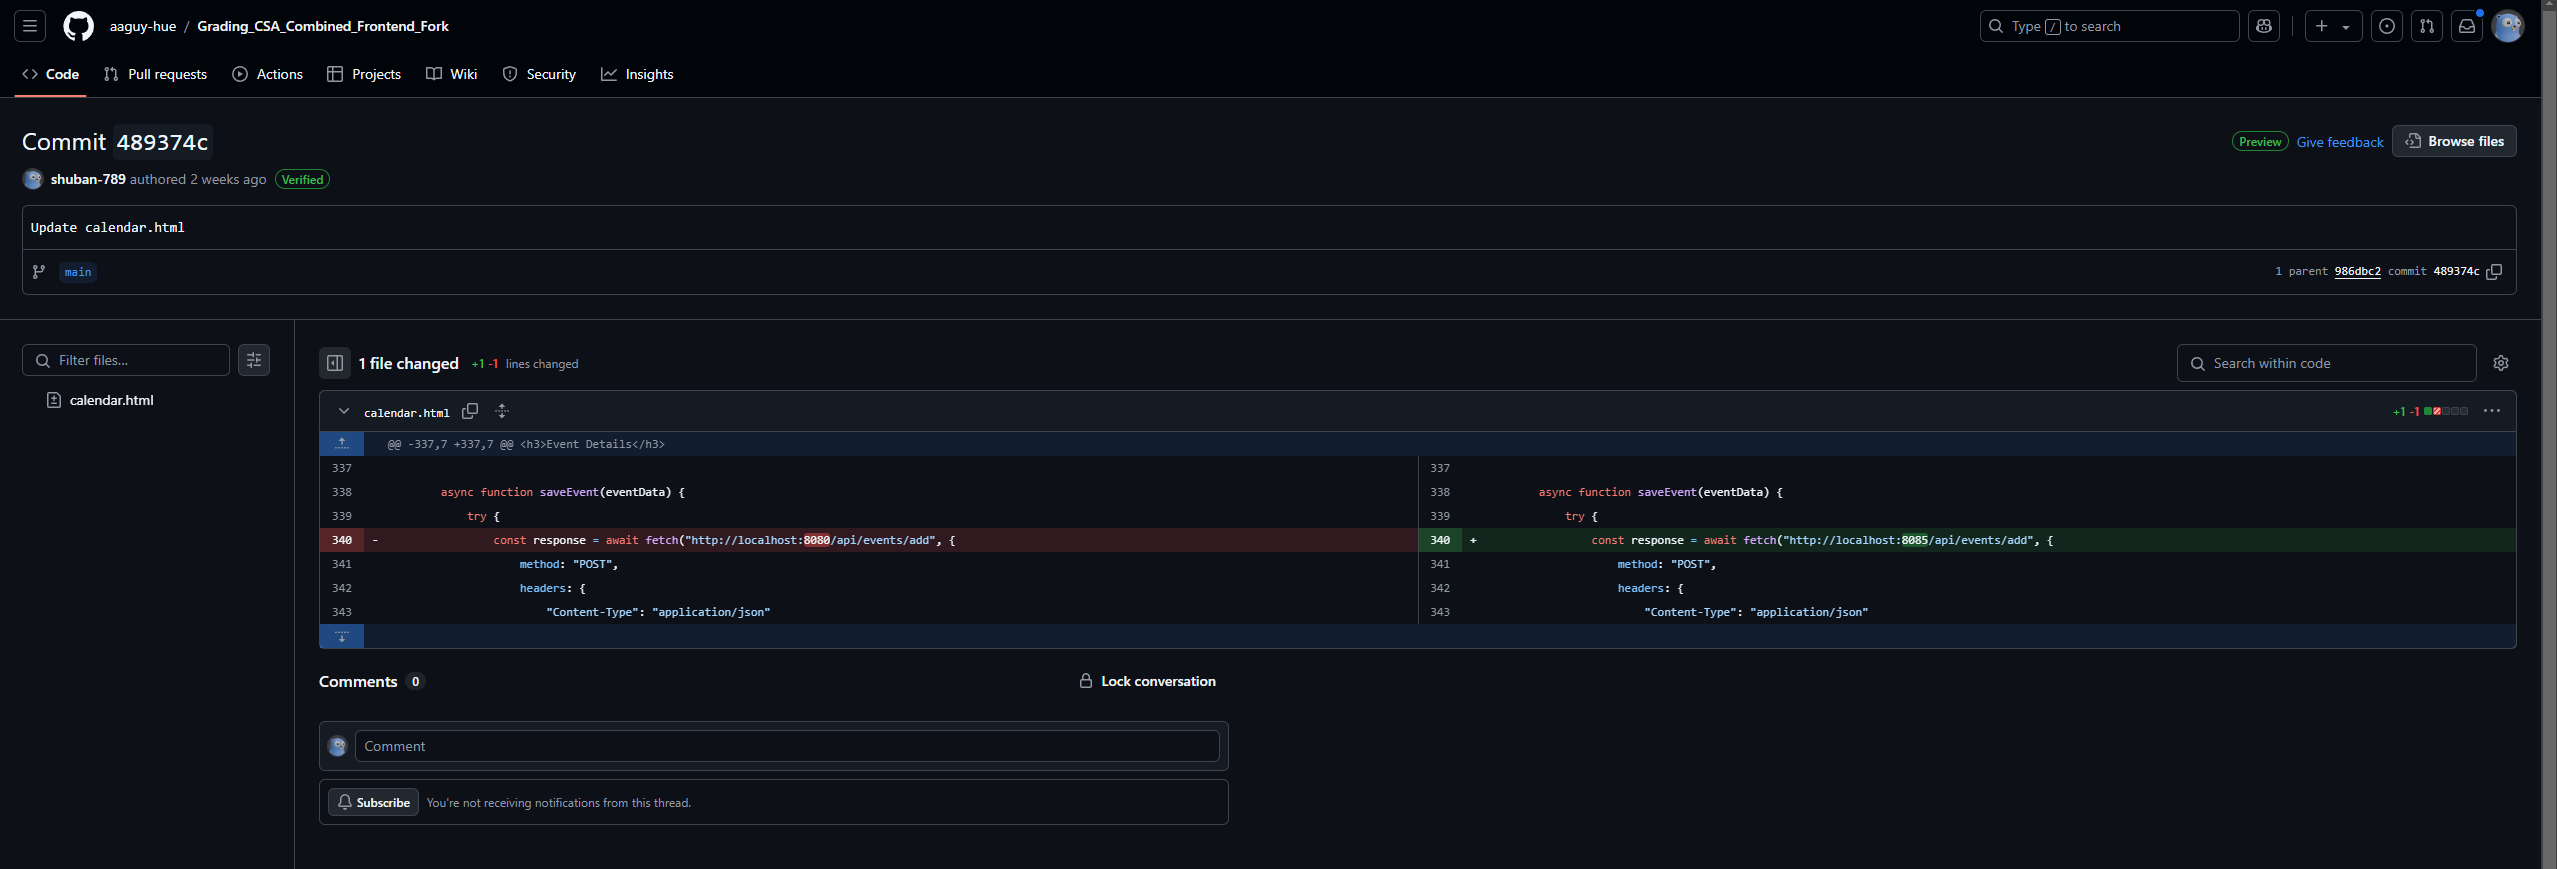 aaguy-hue / Grading_CSA_Combined_Frontend_Fork
Type / to search
Code Pull requests Actions Projects Wiki Security Insights
Commit 489374c
Preview Give feedback Browse files
shuban-789 authored 2 weeks ago Verified
Update calendar.html
main
1 parent 986dbc2 commit 489374c
Filter files...
calendar.html
1 file changed +1 -1 lines changed
Search within code
calendar.html
+1 -1
@@ -337,7 +337,7 @@ <h3>Event Details</h3>
337
338 async function saveEvent(eventData) {
339 try {
340 - const response = await fetch("http://localhost:8080/api/events/add", {
341 method: "POST",
342 headers: {
343 "Content-Type": "application/json"
337
338 async function saveEvent(eventData) {
339 try {
340 + const response = await fetch("http://localhost:8085/api/events/add", {
341 method: "POST",
342 headers: {
343 "Content-Type": "application/json"
Comments 0
Lock conversation
Comment
Subscribe You're not receiving notifications from this thread.